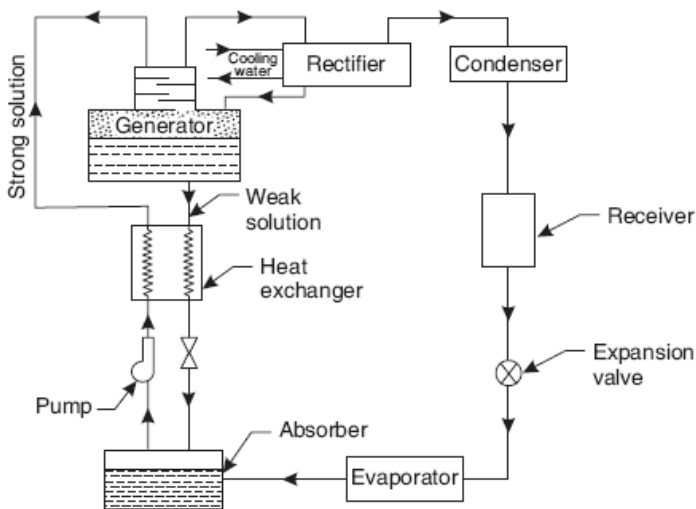 Cooling
water
Rectifier
Condenser
Strong solution
Generator
Weak
solution
Receiver
Heat
exchanger
Expansion
valve
Pump
Absorber
Evaporator